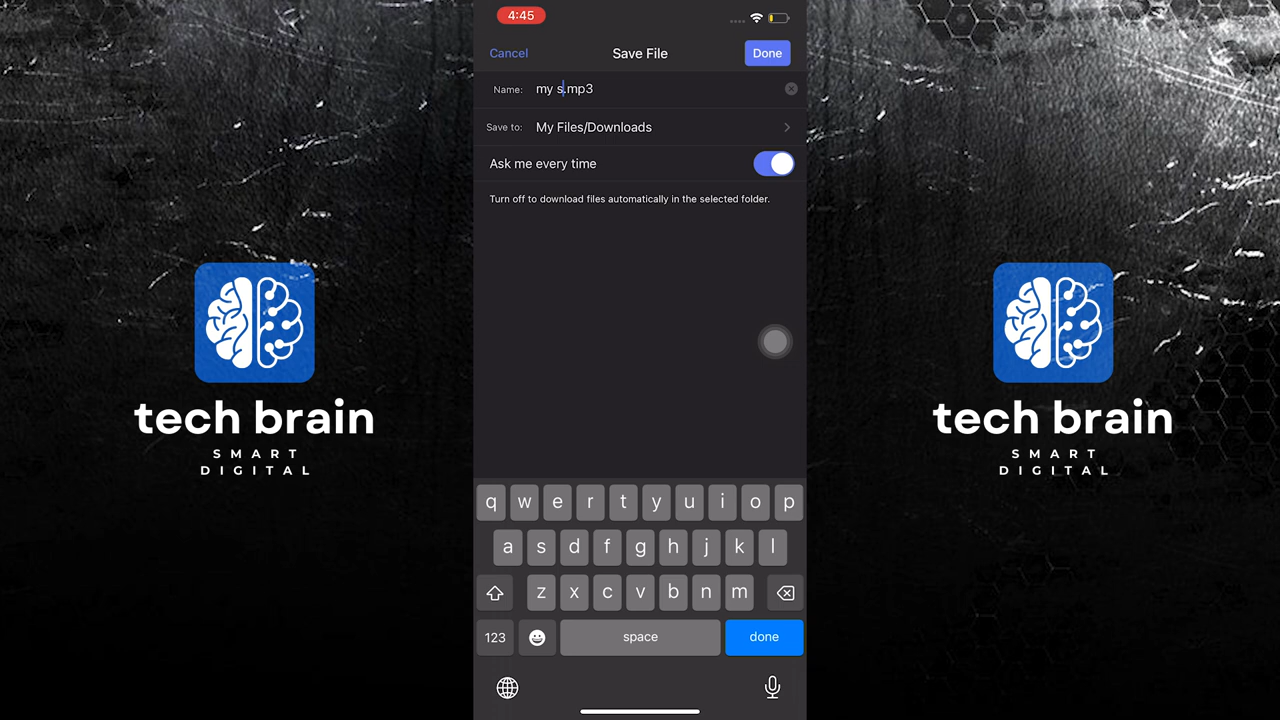 4:45
Cancel
Save File
Done
Name: my s.mp3
Save to: My Files/Downloads
Ask me every time
Turn off to download files automatically in the selected folder.
tech brain
SMART
DIGITAL
tech brain
SMART
DIGITAL
q w e r t y u i o p
a s d f g h j k l
z x c v b n m
123 space done